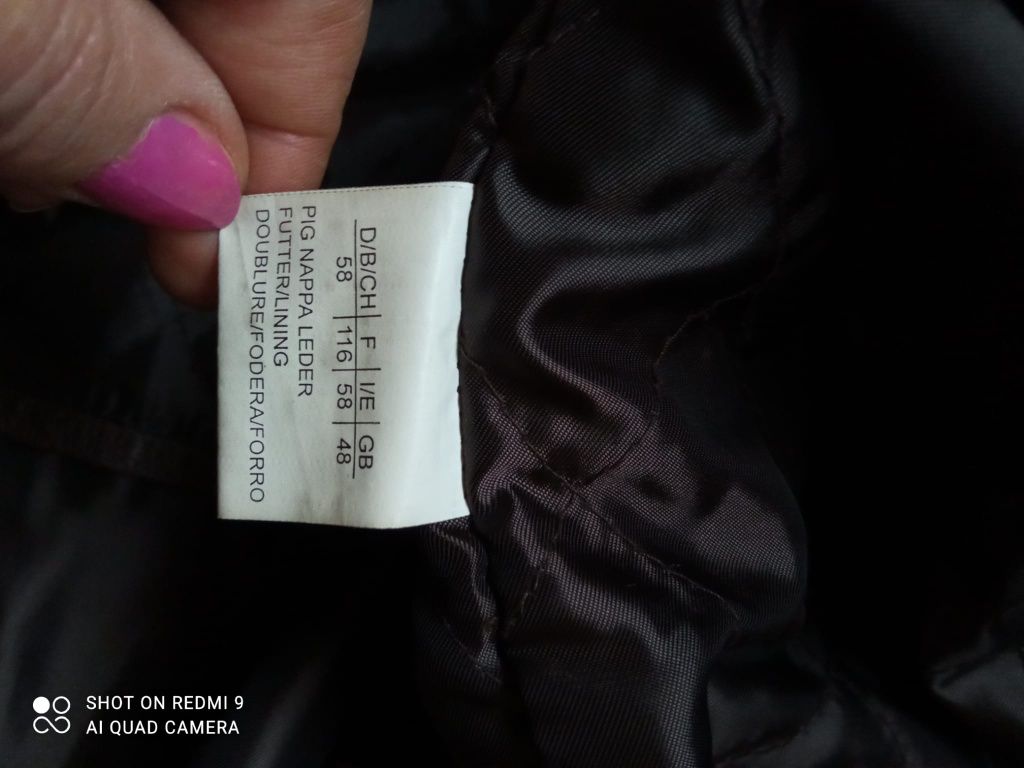 D/B/CH F I/E GB
58 116 58 48
PIG NAPPA LEDER
FUTTER/LINING
DOUBLURE/FODERA/FORRO
SHOT ON REDMI 9
AI QUAD CAMERA